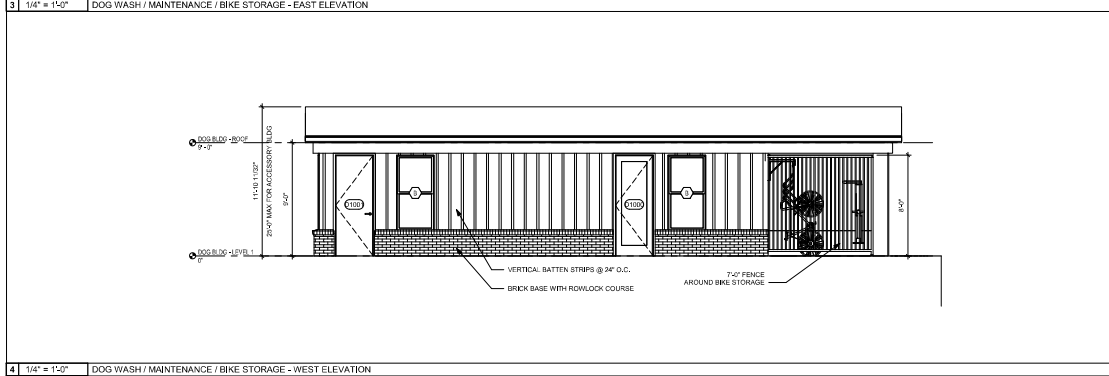 3 1/4" = 1'-0" DOG WASH / MAINTENANCE / BIKE STORAGE - EAST ELEVATION
DOG BLDG - ROOF
9' - 0"
11'-10 11/32"
25'-0" MAX FOR ACCESSORY BLDG
9'-0"
8'-0"
D100
B
D100
B
DOG BLDG - LEVEL 1
0"
VERTICAL BATTEN STRIPS @ 24" O.C.
BRICK BASE WITH ROWLOCK COURSE
7'-0" FENCE
AROUND BIKE STORAGE
4 1/4" = 1'-0" DOG WASH / MAINTENANCE / BIKE STORAGE - WEST ELEVATION